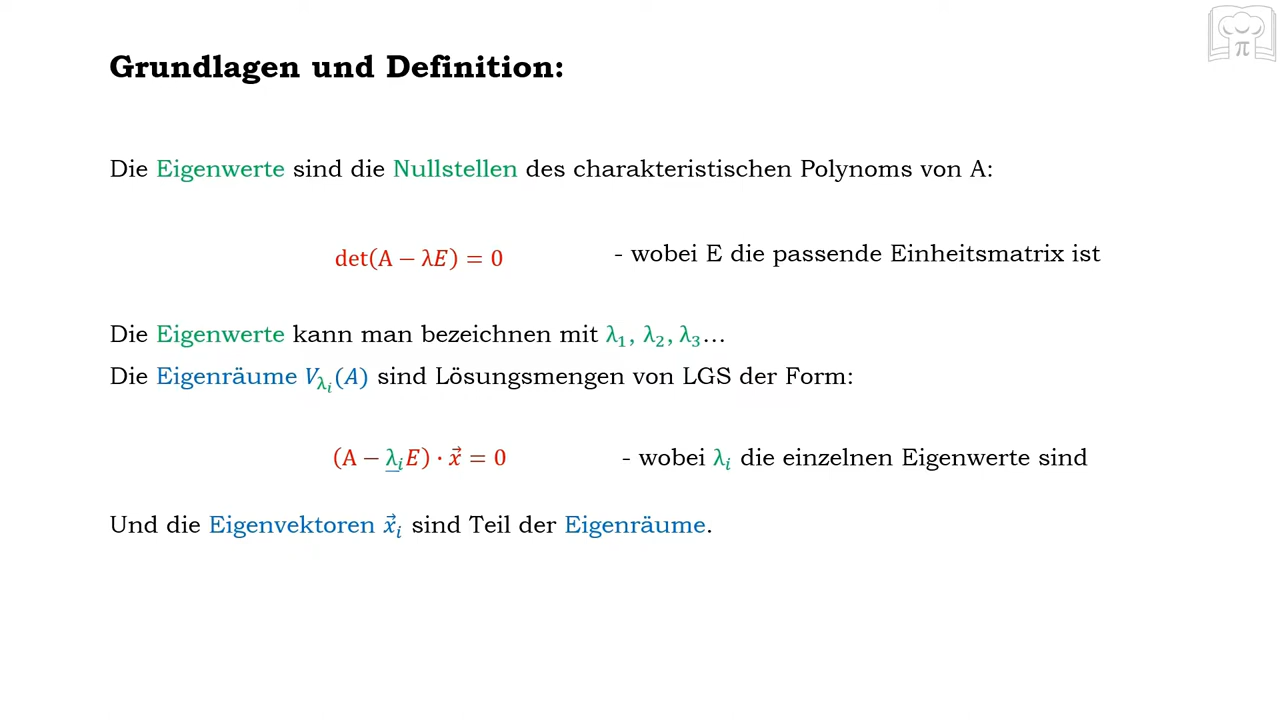 Grundlagen und Definition:
Die Eigenwerte sind die Nullstellen des charakteristischen Polynoms von A:
det(A − λE) = 0 - wobei E die passende Einheitsmatrix ist
Die Eigenwerte kann man bezeichnen mit λ₁, λ₂, λ₃…
Die Eigenräume V_{λᵢ}(A) sind Lösungsmengen von LGS der Form:
(A − λᵢE) · x⃗ = 0 - wobei λᵢ die einzelnen Eigenwerte sind
Und die Eigenvektoren x⃗ᵢ sind Teil der Eigenräume.
π